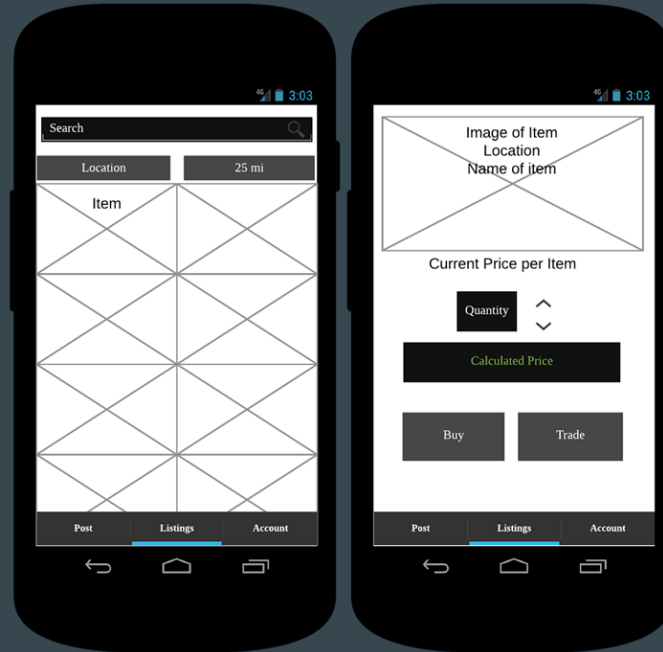 4G 3:03
Search
Location 25 mi
Item
Post Listings Account
4G 3:03
Image of Item
Location
Name of item
Current Price per Item
Quantity
Calculated Price
Buy Trade
Post Listings Account